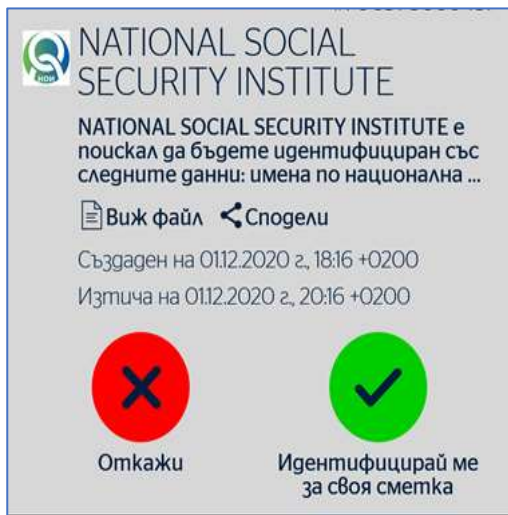 NATIONAL SOCIAL
SECURITY INSTITUTE
НОИ
NATIONAL SOCIAL SECURITY INSTITUTE е
поискал да бъдете идентифициран със
следните данни: имена по национална ...
Виж файл Сподели
Създаден на 01.12.2020 г., 18:16 +0200
Изтича на 01.12.2020 г., 20:16 +0200
Откажи Идентифицирай ме
за своя сметка